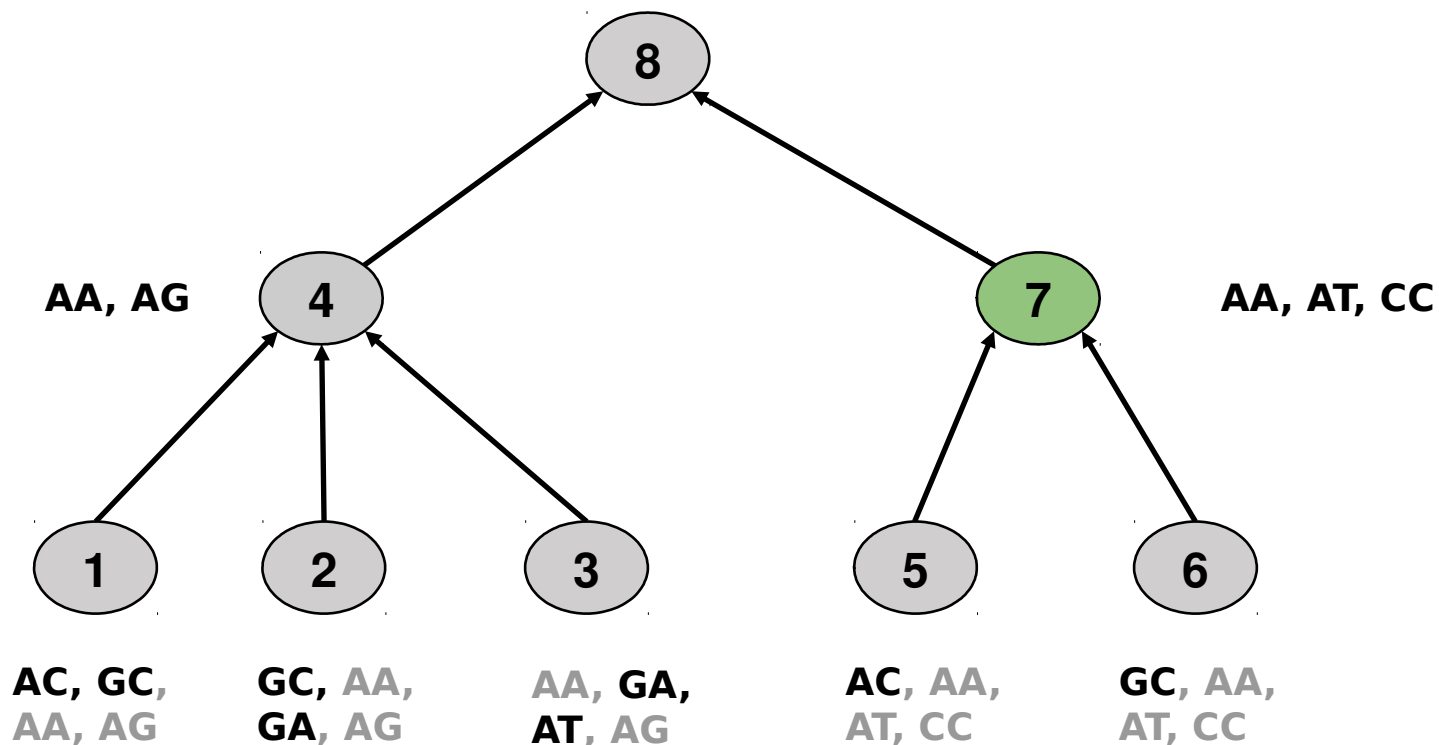 8
AA, AG
4
7
AA, AT, CC
1
2
3
5
6
AC, GC,
AA, AG
GC, AA,
GA, AG
AA, GA,
AT, AG
AC, AA,
AT, CC
GC, AA,
AT, CC